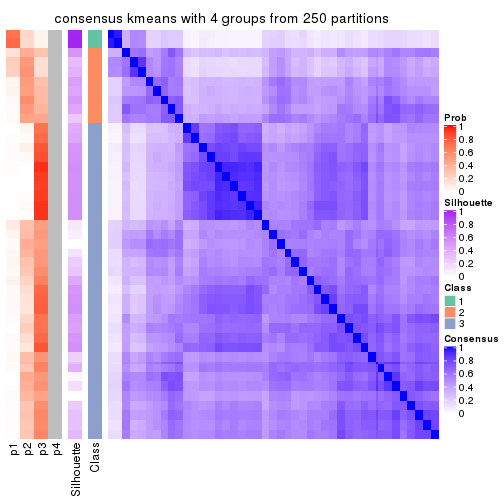 consensus kmeans with 4 groups from 250 partitions
Prob
1
0.8
0.6
0.4
0.2
0
Silhouette
1
0.8
0.6
0.4
0.2
0
Class
1
2
3
Consensus
1
0.8
0.6
0.4
0.2
0
p1
p2
p3
p4
Silhouette
Class